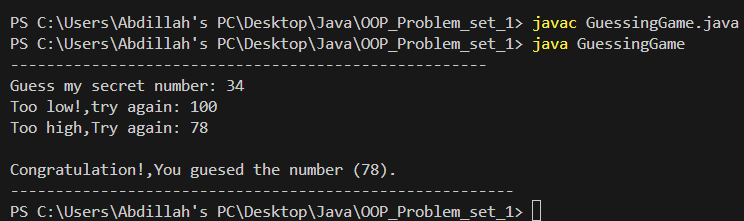 PS C:\Users\Abdillah's PC\Desktop\Java\OOP_Problem_set_1> javac GuessingGame.java
PS C:\Users\Abdillah's PC\Desktop\Java\OOP_Problem_set_1> java GuessingGame
-----------------------------------------------------
Guess my secret number: 34
Too low!,try again: 100
Too high,Try again: 78
Congratulation!,You guesed the number (78).
--------------------------------------------------------
PS C:\Users\Abdillah's PC\Desktop\Java\OOP_Problem_set_1>